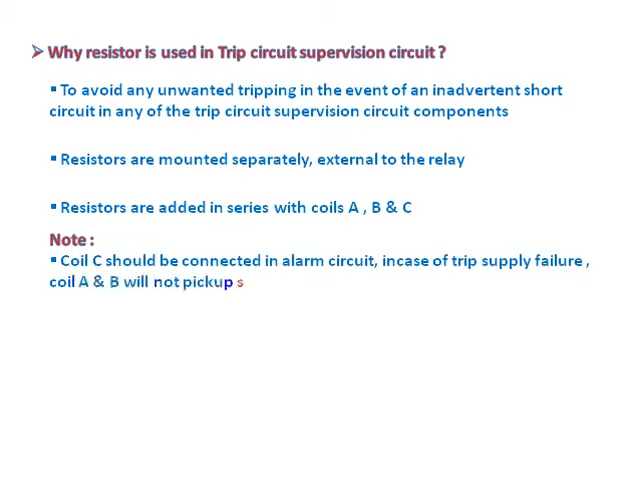 Why resistor is used in Trip circuit supervision circuit ?
To avoid any unwanted tripping in the event of an inadvertent short
circuit in any of the trip circuit supervision circuit components
Resistors are mounted separately, external to the relay
Resistors are added in series with coils A , B & C
Note :
Coil C should be connected in alarm circuit, incase of trip supply failure ,
coil A & B will not pickup s